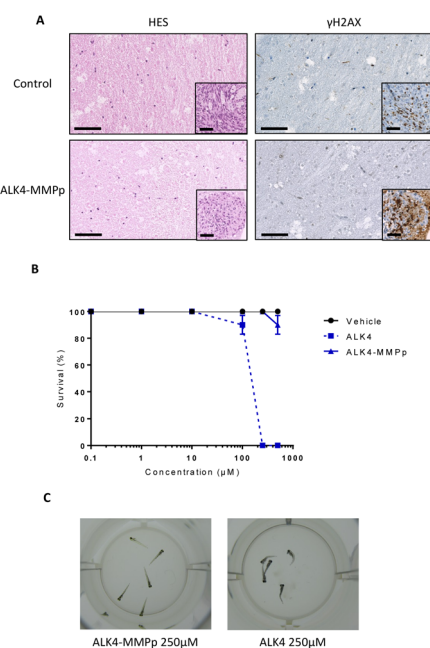 A
HES
γH2AX
Control
ALK4-MMPp
B
Survival (%)
100
80
60
40
20
0
0.1
1
10
100
1000
Concentration (μM)
Vehicle
ALK4
ALK4-MMPp
C
ALK4-MMPp 250μM
ALK4 250μM